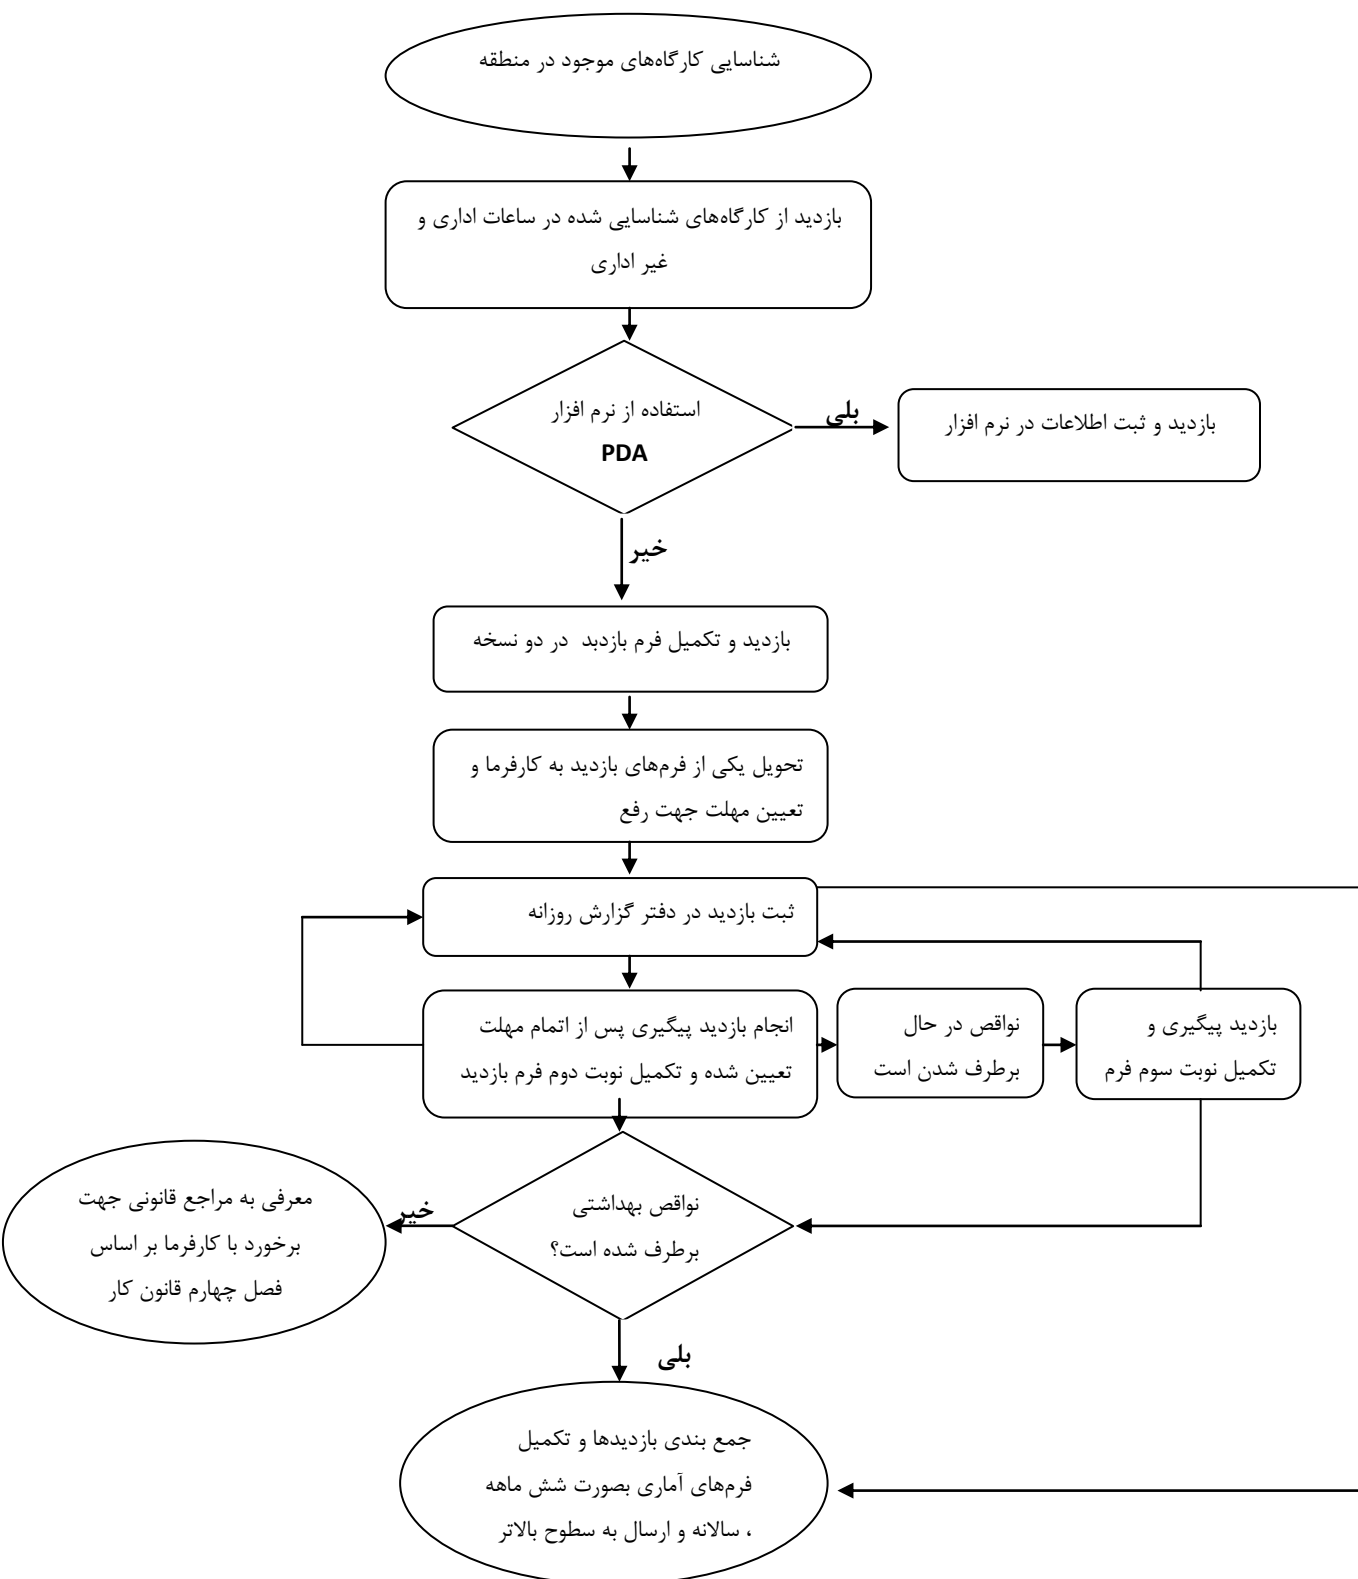 شناسایی کارگاه‌های موجود در منطقه
بازدید از کارگاه‌های شناسایی شده در ساعات اداری و
غیر اداری
استفاده از نرم افزار
PDA
بلی
بازدید و ثبت اطلاعات در نرم افزار
خیر
بازدید و تکمیل فرم بازدبد در دو نسخه
تحویل یکی از فرم‌های بازدید به کارفرما و
تعیین مهلت جهت رفع
ثبت بازدید در دفتر گزارش روزانه
انجام بازدید پیگیری پس از اتمام مهلت
تعیین شده و تکمیل نوبت دوم فرم بازدید
نواقص در حال
برطرف شدن است
بازدید پیگیری و
تکمیل نوبت سوم فرم
نواقص بهداشتی
برطرف شده است؟
خیر
معرفی به مراجع قانونی جهت
برخورد با کارفرما بر اساس
فصل چهارم قانون کار
بلی
جمع بندی بازدیدها و تکمیل
فرم‌های آماری بصورت شش ماهه
، سالانه و ارسال به سطوح بالاتر